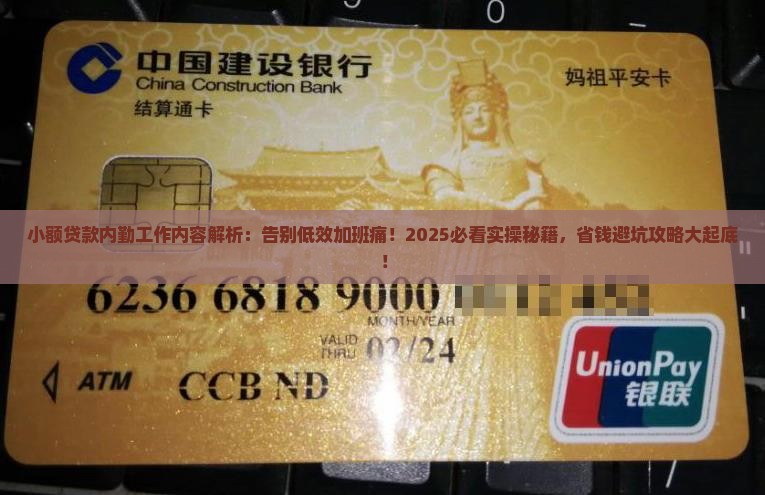 中国建设银行
China Construction Bank
结算通卡
妈祖平安卡
小额贷款内勤工作内容解析：告别低效加班痛！2025必看实操秘籍，省钱避坑攻略大起底
！
6236 6818 9000
MONTH/YEAR
VALID
THRU 02/24
ATM CCB ND
UnionPay
银联